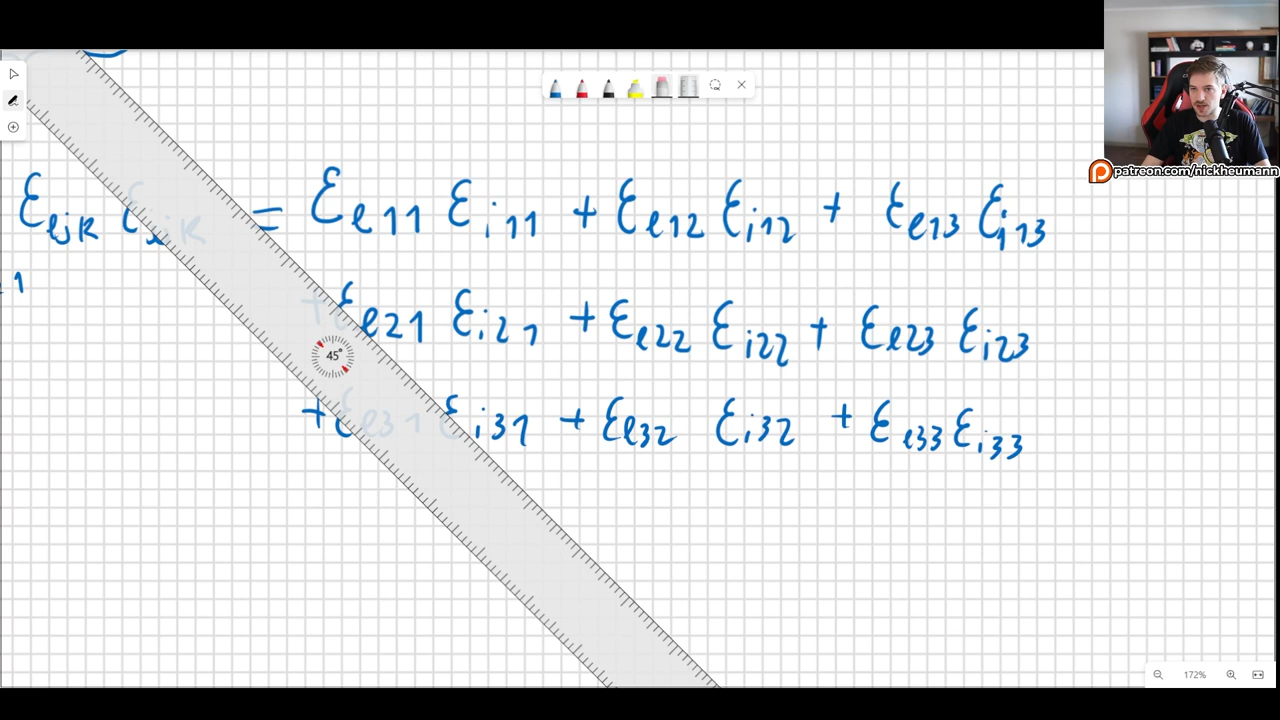 patreon.com/nickheumann
ε_ljk ε_ijk = ε_l11 ε_i11 + ε_l12 ε_i12 + ε_l13 ε_i13
1
+ ε_l21 ε_i21 + ε_l22 ε_i22 + ε_l23 ε_i23
45°
+ ε_l31 ε_i31 + ε_l32 ε_i32 + ε_l33 ε_i33
172%